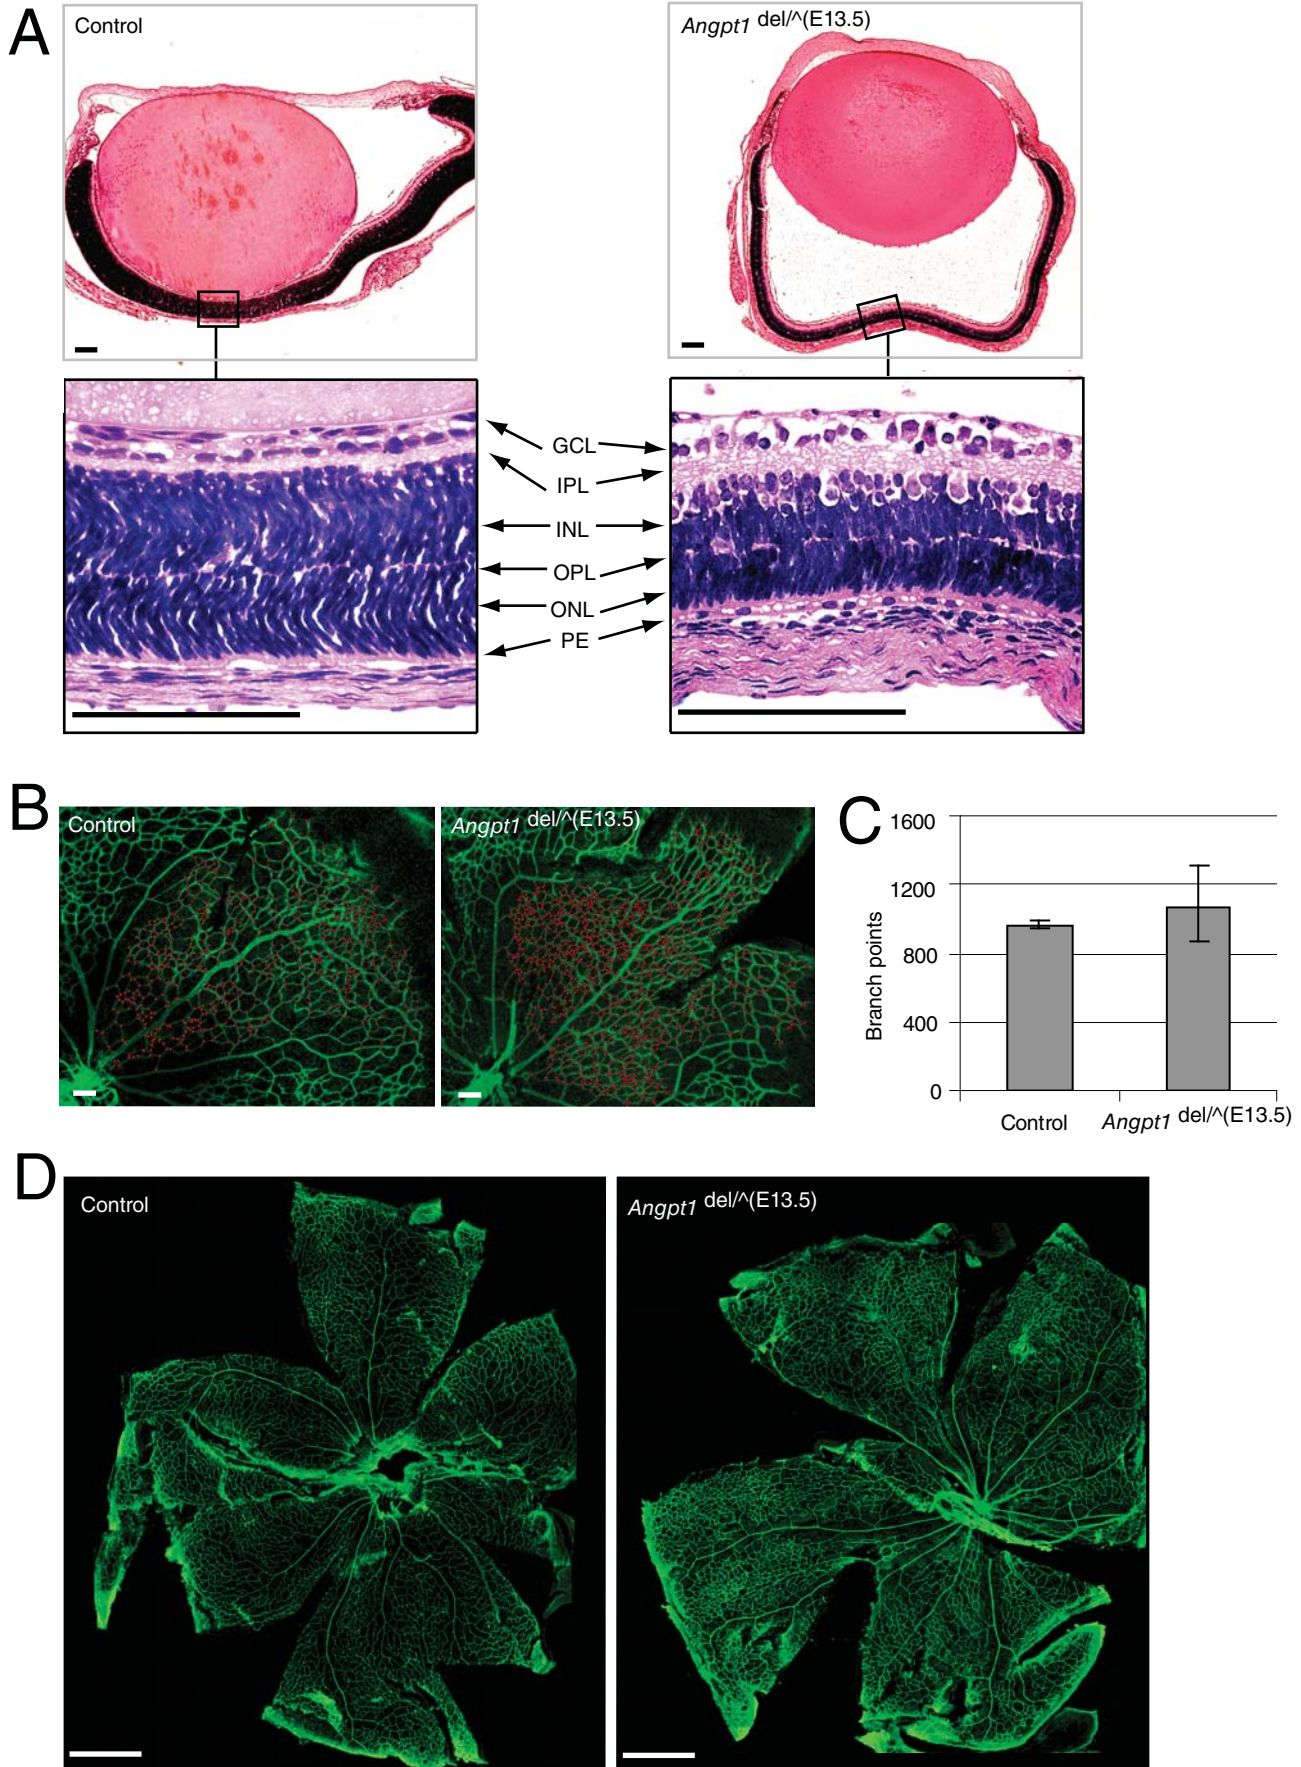 A
Control
Angpt1 del/^(E13.5)
GCL
IPL
INL
OPL
ONL
PE
B
Control
Angpt1 del/^(E13.5)
C
1600
1200
800
400
0
Branch points
Control
Angpt1 del/^(E13.5)
D
Control
Angpt1 del/^(E13.5)